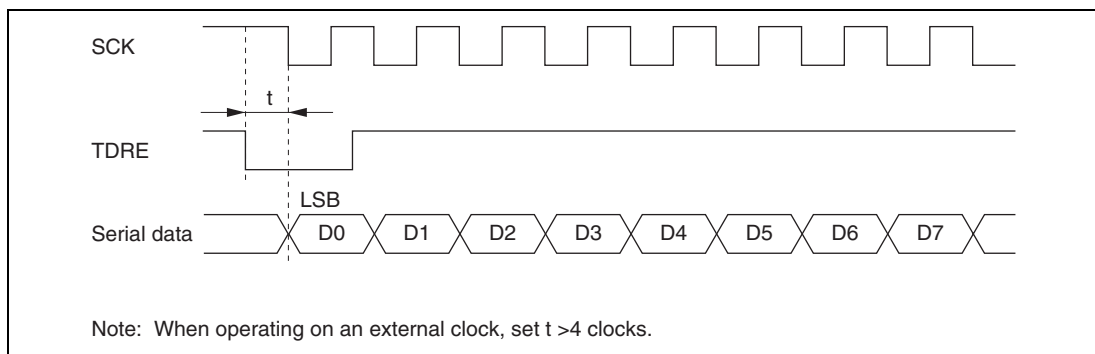 SCK
t
TDRE
LSB
Serial data D0 D1 D2 D3 D4 D5 D6 D7
Note: When operating on an external clock, set t >4 clocks.